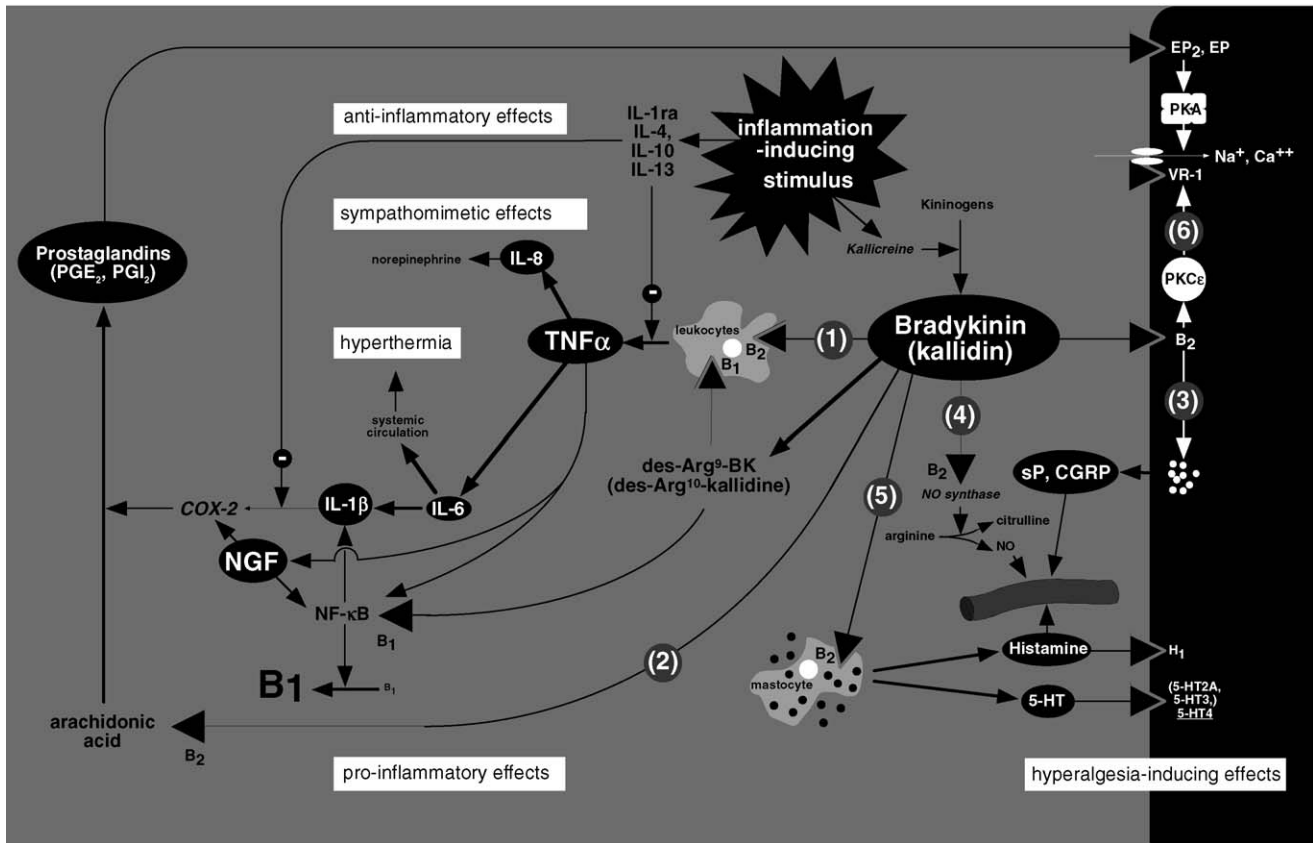 EP2, EP
PKA
Na+, Ca++
VR-1
(6)
PKCε
B2
(3)
anti-inflammatory effects
IL-1ra
IL-4,
IL-10
IL-13
inflammation
-inducing
stimulus
sympathomimetic effects
Kininogens
Kallicreine
Prostaglandins
(PGE2, PGI2)
norepinephrine
IL-8
-
hyperthermia
TNFα
leukocytes
B2
B1
(1)
Bradykinin
(kallidin)
systemic
circulation
(4)
-
des-Arg9-BK
(des-Arg10-kallidine)
(5)
B2
NO synthase
sP, CGRP
COX-2
IL-1β
IL-6
arginine
citrulline
NO
NGF
NF-κB
B1
(2)
B1
B1
B2
mastocyte
Histamine
H1
5-HT
(5-HT2A,
5-HT3,)
5-HT4
arachidonic
acid
B2
pro-inflammatory effects
hyperalgesia-inducing effects